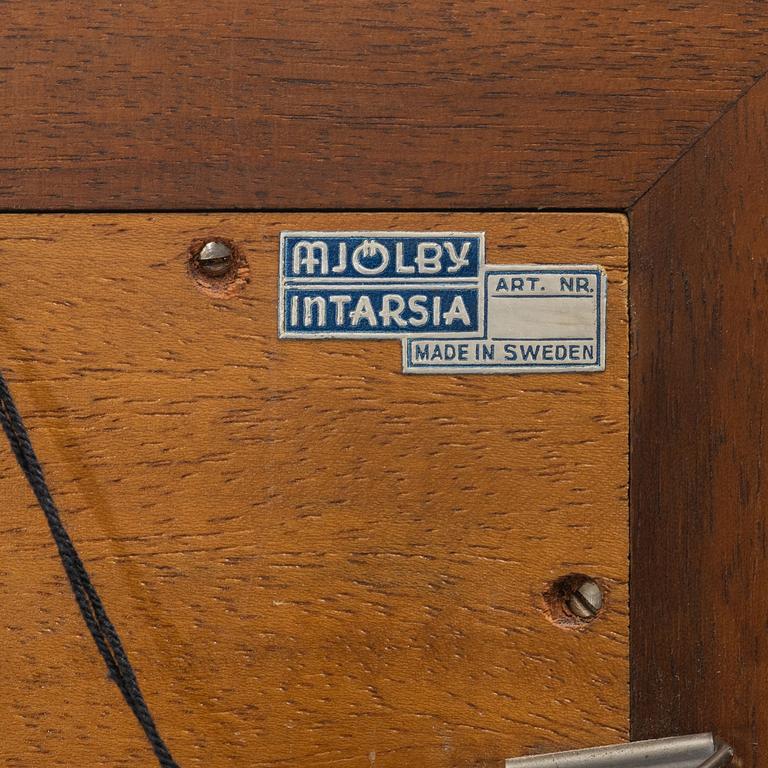 MJÖLBY
INTARSIA
ART. NR.
MADE IN SWEDEN